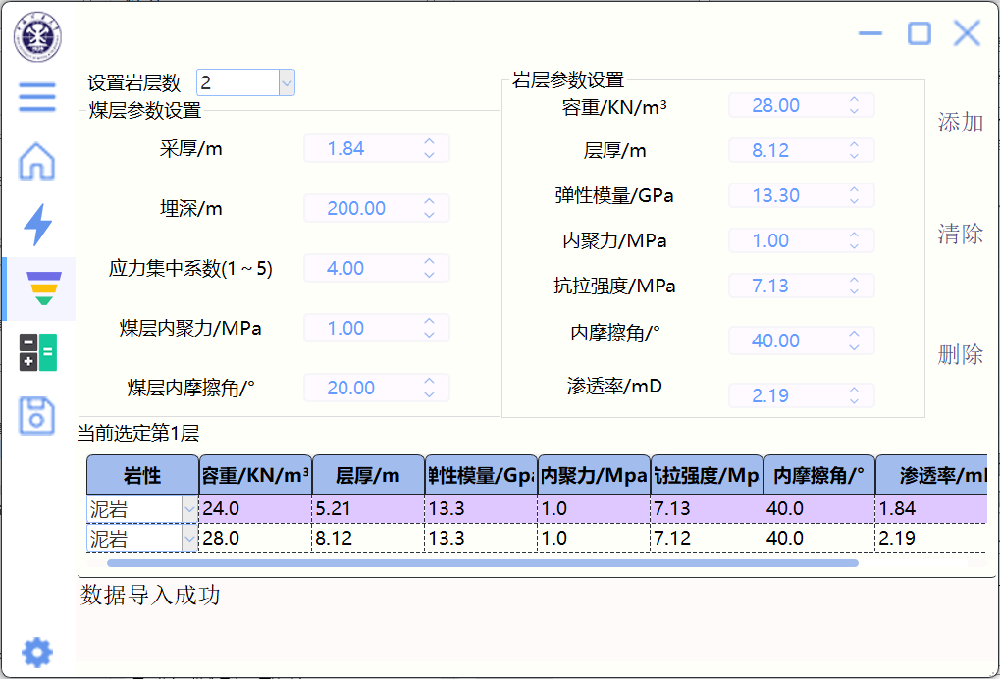 设置岩层数 2
煤层参数设置
采厚/m 1.84
埋深/m 200.00
应力集中系数(1～5) 4.00
煤层内聚力/MPa 1.00
煤层内摩擦角/° 20.00
岩层参数设置
容重/KN/m³ 28.00
层厚/m 8.12
弹性模量/GPa 13.30
内聚力/MPa 1.00
抗拉强度/MPa 7.13
内摩擦角/° 40.00
渗透率/mD 2.19
添加
清除
删除
当前选定第1层
岩性 容重/KN/m³ 层厚/m 弹性模量/Gpa 内聚力/Mpa 抗拉强度/Mp 内摩擦角/° 渗透率/mD
泥岩 24.0 5.21 13.3 1.0 7.13 40.0 1.84
泥岩 28.0 8.12 13.3 1.0 7.12 40.0 2.19
数据导入成功